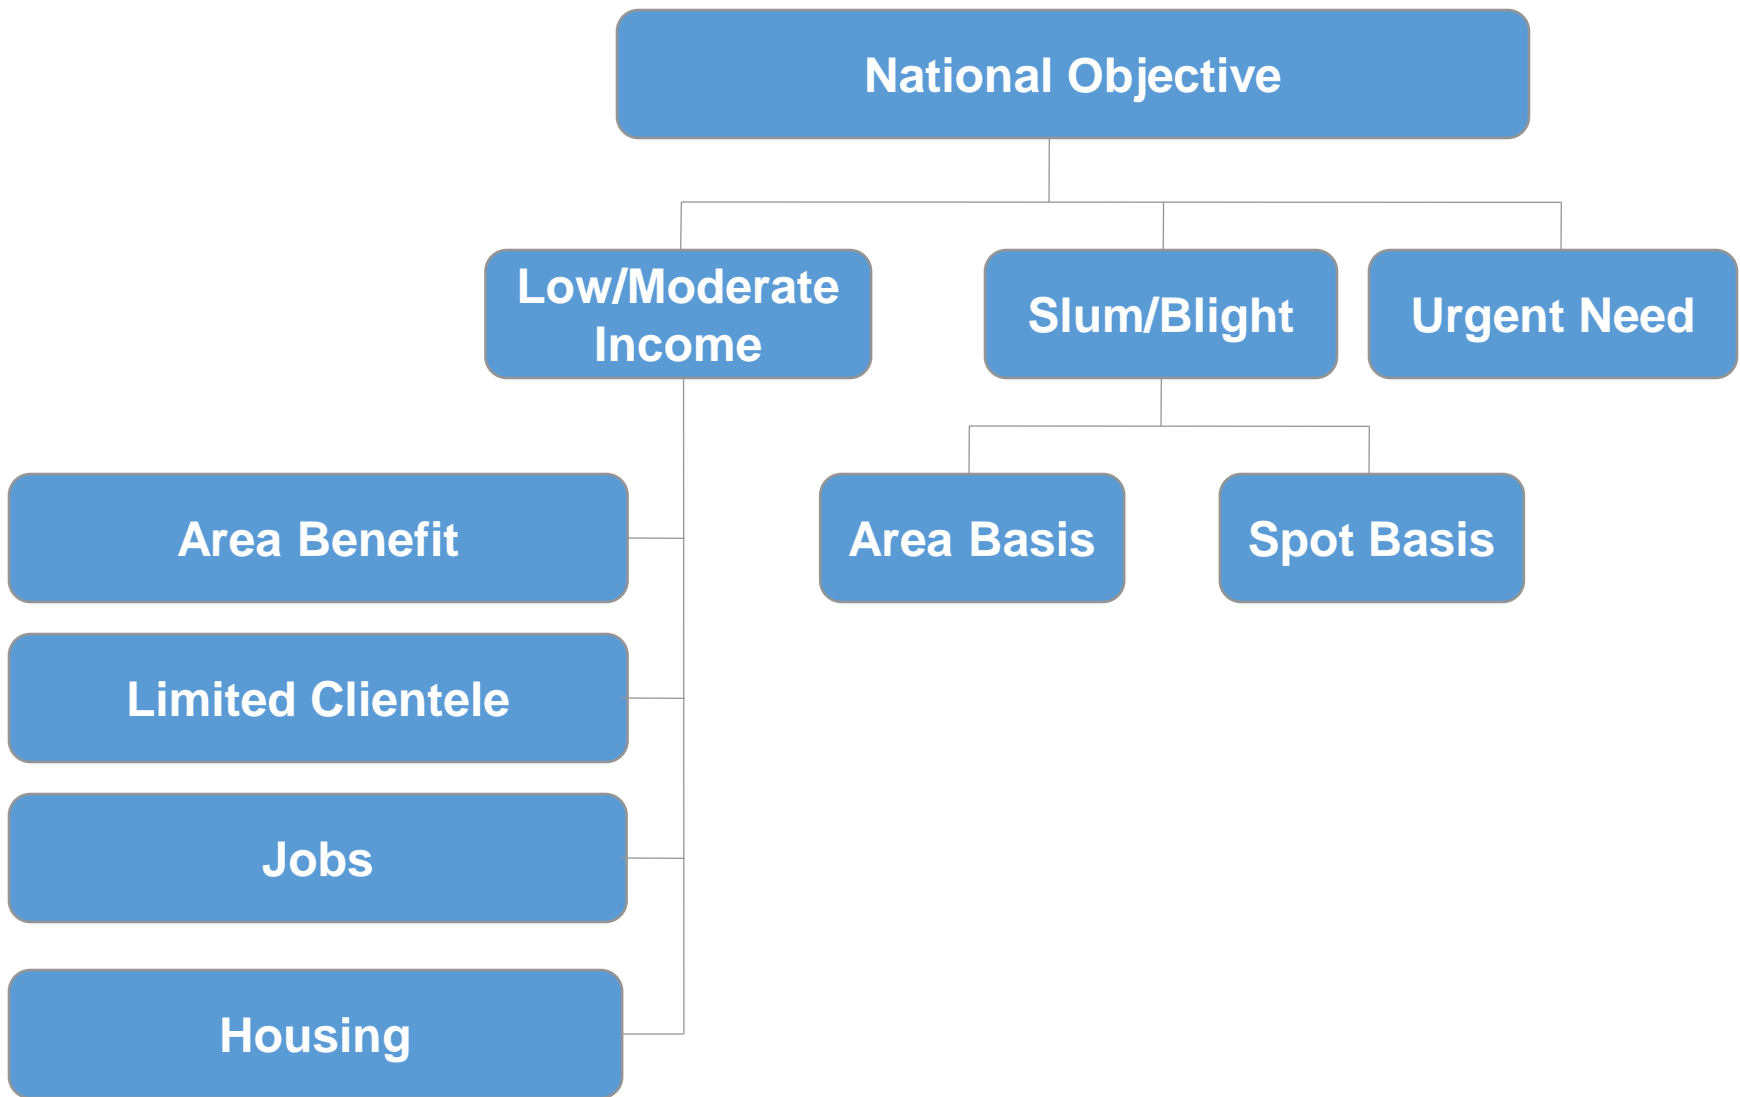 National Objective
Low/Moderate
Income
Slum/Blight
Urgent Need
Area Benefit
Area Basis
Spot Basis
Limited Clientele
Jobs
Housing